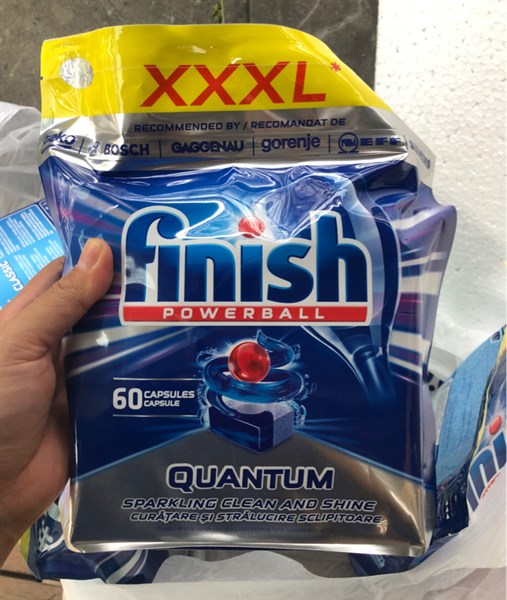 XXXL*
RECOMMENDED BY / RECOMANDAT DE
BOSCH | GAGGENAU | gorenje
finish
POWERBALL
60 CAPSULES
CAPSULE
QUANTUM
SPARKLING CLEAN AND SHINE
CURĂȚARE ȘI STRĂLUCIRE SCLIPITOARE
CLASSIC